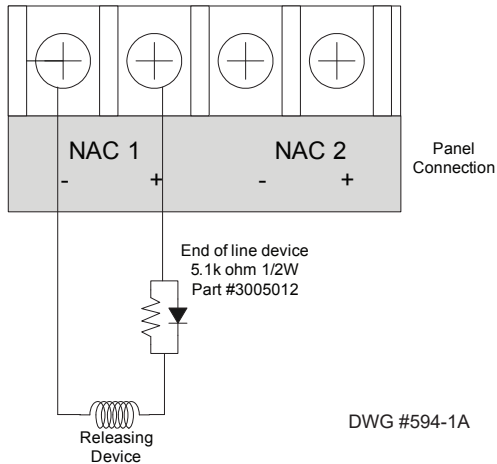 NAC 1
NAC 2
- +
- +
Panel
Connection
End of line device
5.1k ohm 1/2W
Part #3005012
Releasing
Device
DWG #594-1A